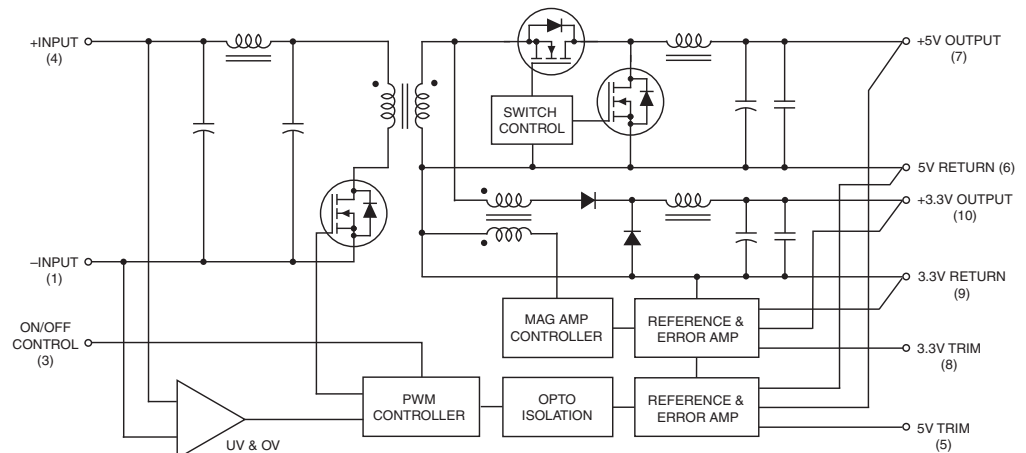 +INPUT
(4)
+5V OUTPUT
(7)
SWITCH
CONTROL
5V RETURN (6)
+3.3V OUTPUT
(10)
–INPUT
(1)
3.3V RETURN
(9)
MAG AMP
CONTROLLER
REFERENCE &
ERROR AMP
ON/OFF
CONTROL
(3)
3.3V TRIM
(8)
PWM
CONTROLLER
OPTO
ISOLATION
REFERENCE &
ERROR AMP
5V TRIM
(5)
UV & OV